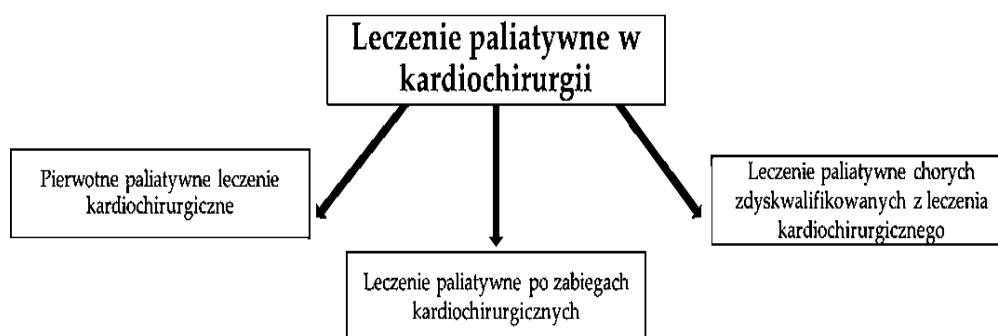 Leczenie paliatywne w
kardiochirurgii
Pierwotne paliatywne leczenie
kardiochirurgiczne
Leczenie paliatywne po zabiegach
kardiochirurgicznych
Leczenie paliatywne chorych
zdyskwalifikowanych z leczenia
kardiochirurgicznego